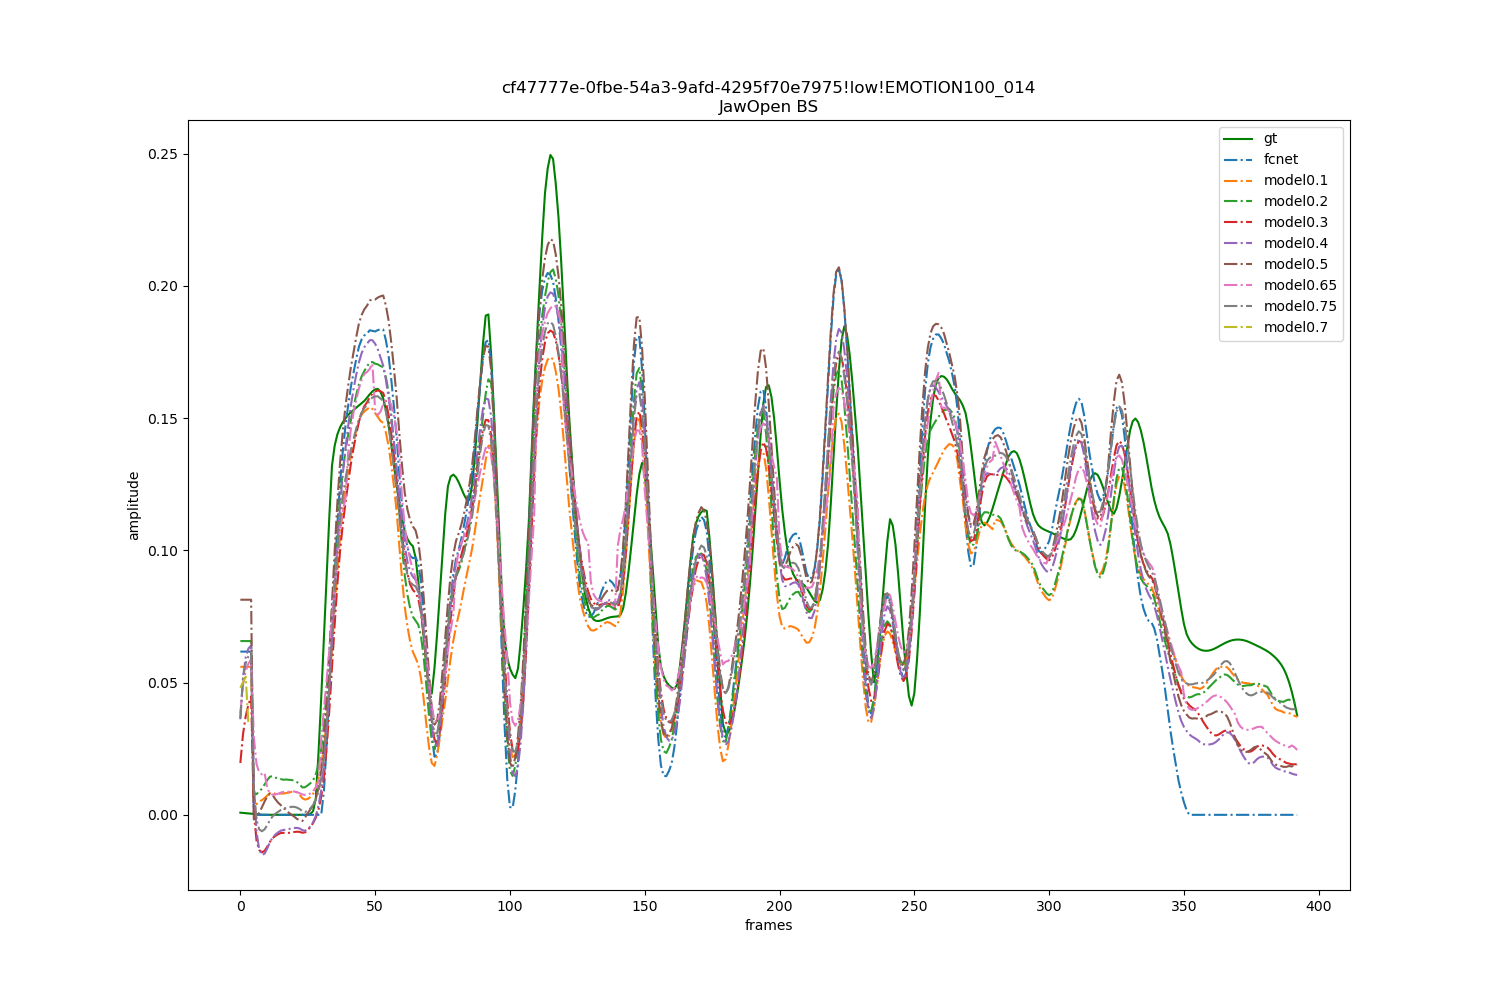 cf47777e-0fbe-54a3-9afd-4295f70e7975!low!EMOTION100_014
JawOpen BS
gt
fcnet
model0.1
model0.2
model0.3
model0.4
model0.5
model0.65
model0.75
model0.7
0.25
0.20
0.15
0.10
0.05
0.00
amplitude
0 50 100 150 200 250 300 350 400
frames